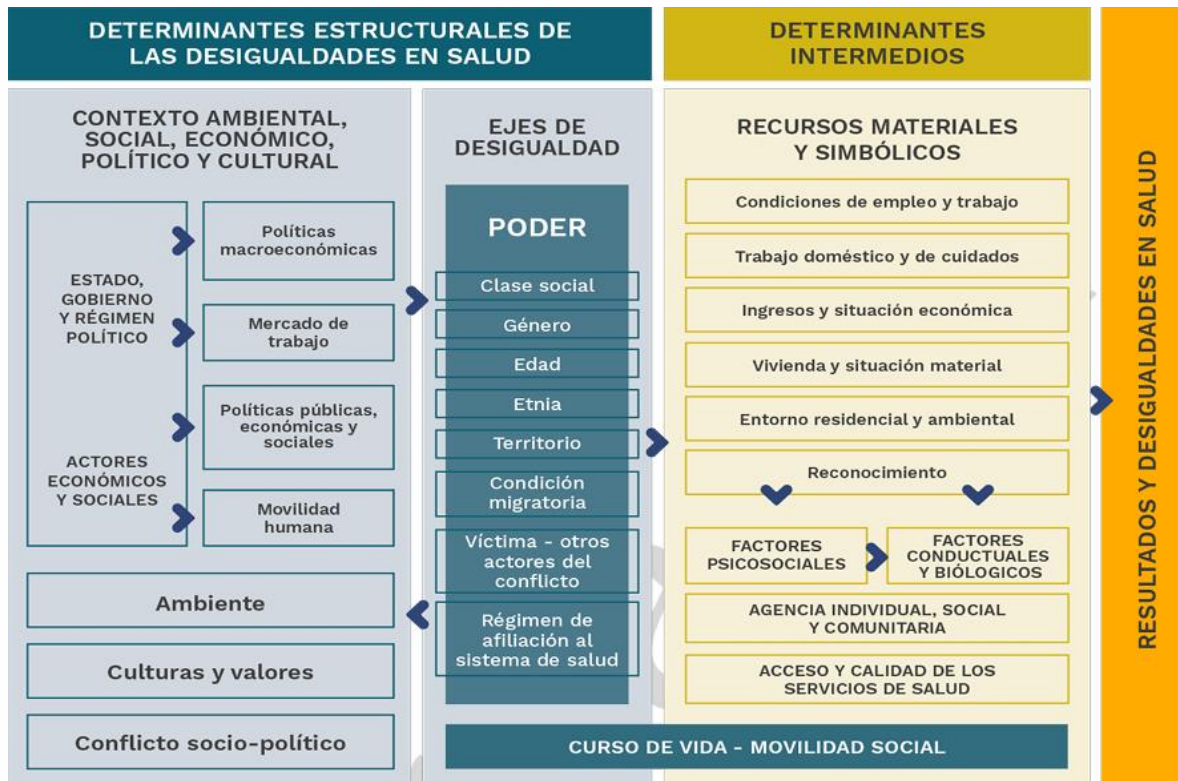 DETERMINANTES ESTRUCTURALES DE
LAS DESIGUALDADES EN SALUD
CONTEXTO AMBIENTAL,
SOCIAL, ECONÓMICO,
POLÍTICO Y CULTURAL
ESTADO,
GOBIERNO
Y RÉGIMEN
POLÍTICO
ACTORES
ECONÓMICOS
Y SOCIALES
Políticas
macroeconómicas
Mercado de
trabajo
Políticas públicas,
económicas y
sociales
Movilidad
humana
Ambiente
Culturas y valores
Conflicto socio-político
EJES DE
DESIGUALDAD
PODER
Clase social
Género
Edad
Etnia
Territorio
Condición
migratoria
Víctima - otros
actores del
conflicto
Régimen de
afiliación al
sistema de salud
DETERMINANTES
INTERMEDIOS
RECURSOS MATERIALES
Y SIMBÓLICOS
Condiciones de empleo y trabajo
Trabajo doméstico y de cuidados
Ingresos y situación económica
Vivienda y situación material
Entorno residencial y ambiental
Reconocimiento
FACTORES
PSICOSOCIALES
FACTORES
CONDUCTUALES
Y BIÓLOGICOS
AGENCIA INDIVIDUAL, SOCIAL
Y COMUNITARIA
ACCESO Y CALIDAD DE LOS
SERVICIOS DE SALUD
CURSO DE VIDA - MOVILIDAD SOCIAL
RESULTADOS Y DESIGUALDADES EN SALUD